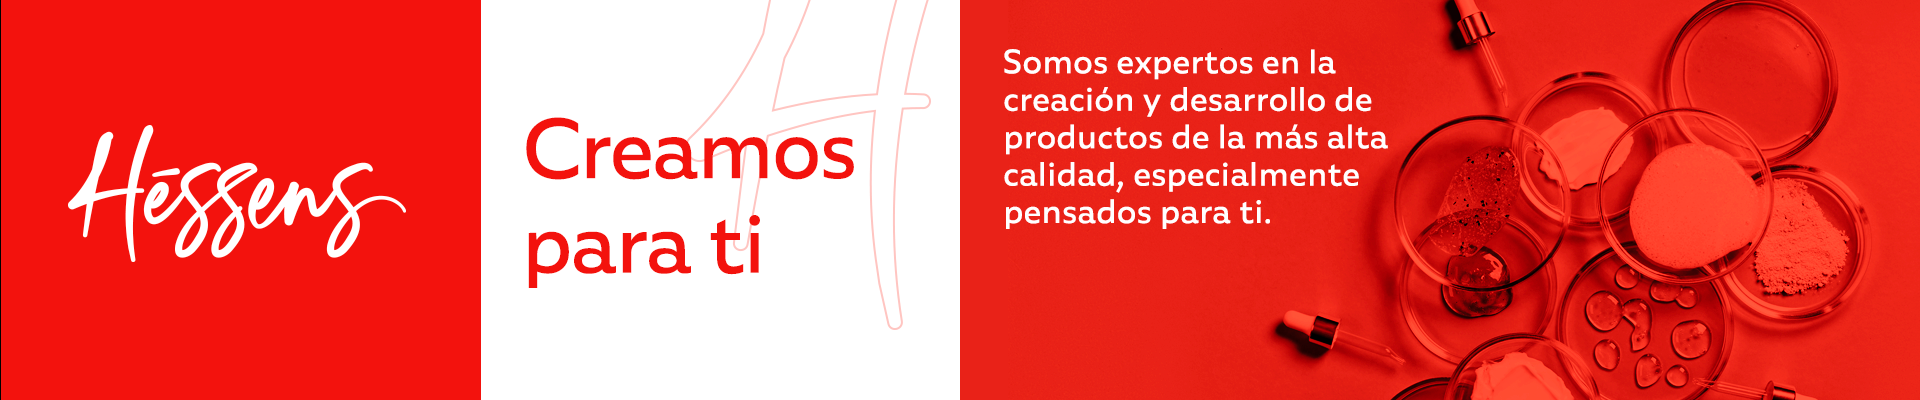 Héssens
Creamos
para ti
Somos expertos en la
creación y desarrollo de
productos de la más alta
calidad, especialmente
pensados para ti.